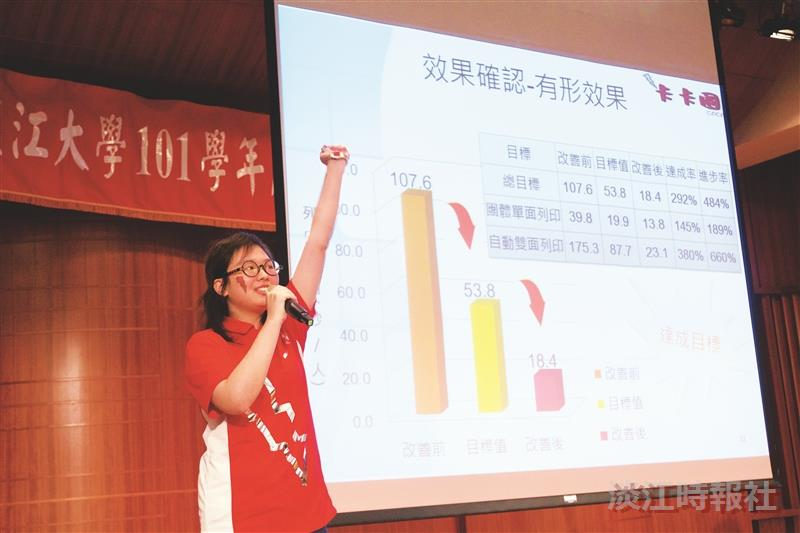 江大學101學年
效果確認-有形效果
卡卡圈
目標 改善前 目標值 改善後 達成率 進步率
總目標 107.6 53.8 18.4 292% 484%
團體單面列印 39.8 19.9 13.8 145% 189%
自動雙面列印 175.3 87.7 23.1 380% 660%
107.6
53.8
18.4
80.0
60.0
40.0
20.0
0.0
列
人
改善前 目標值 改善後
達成目標
改善前
目標值
改善後
淡江時報社